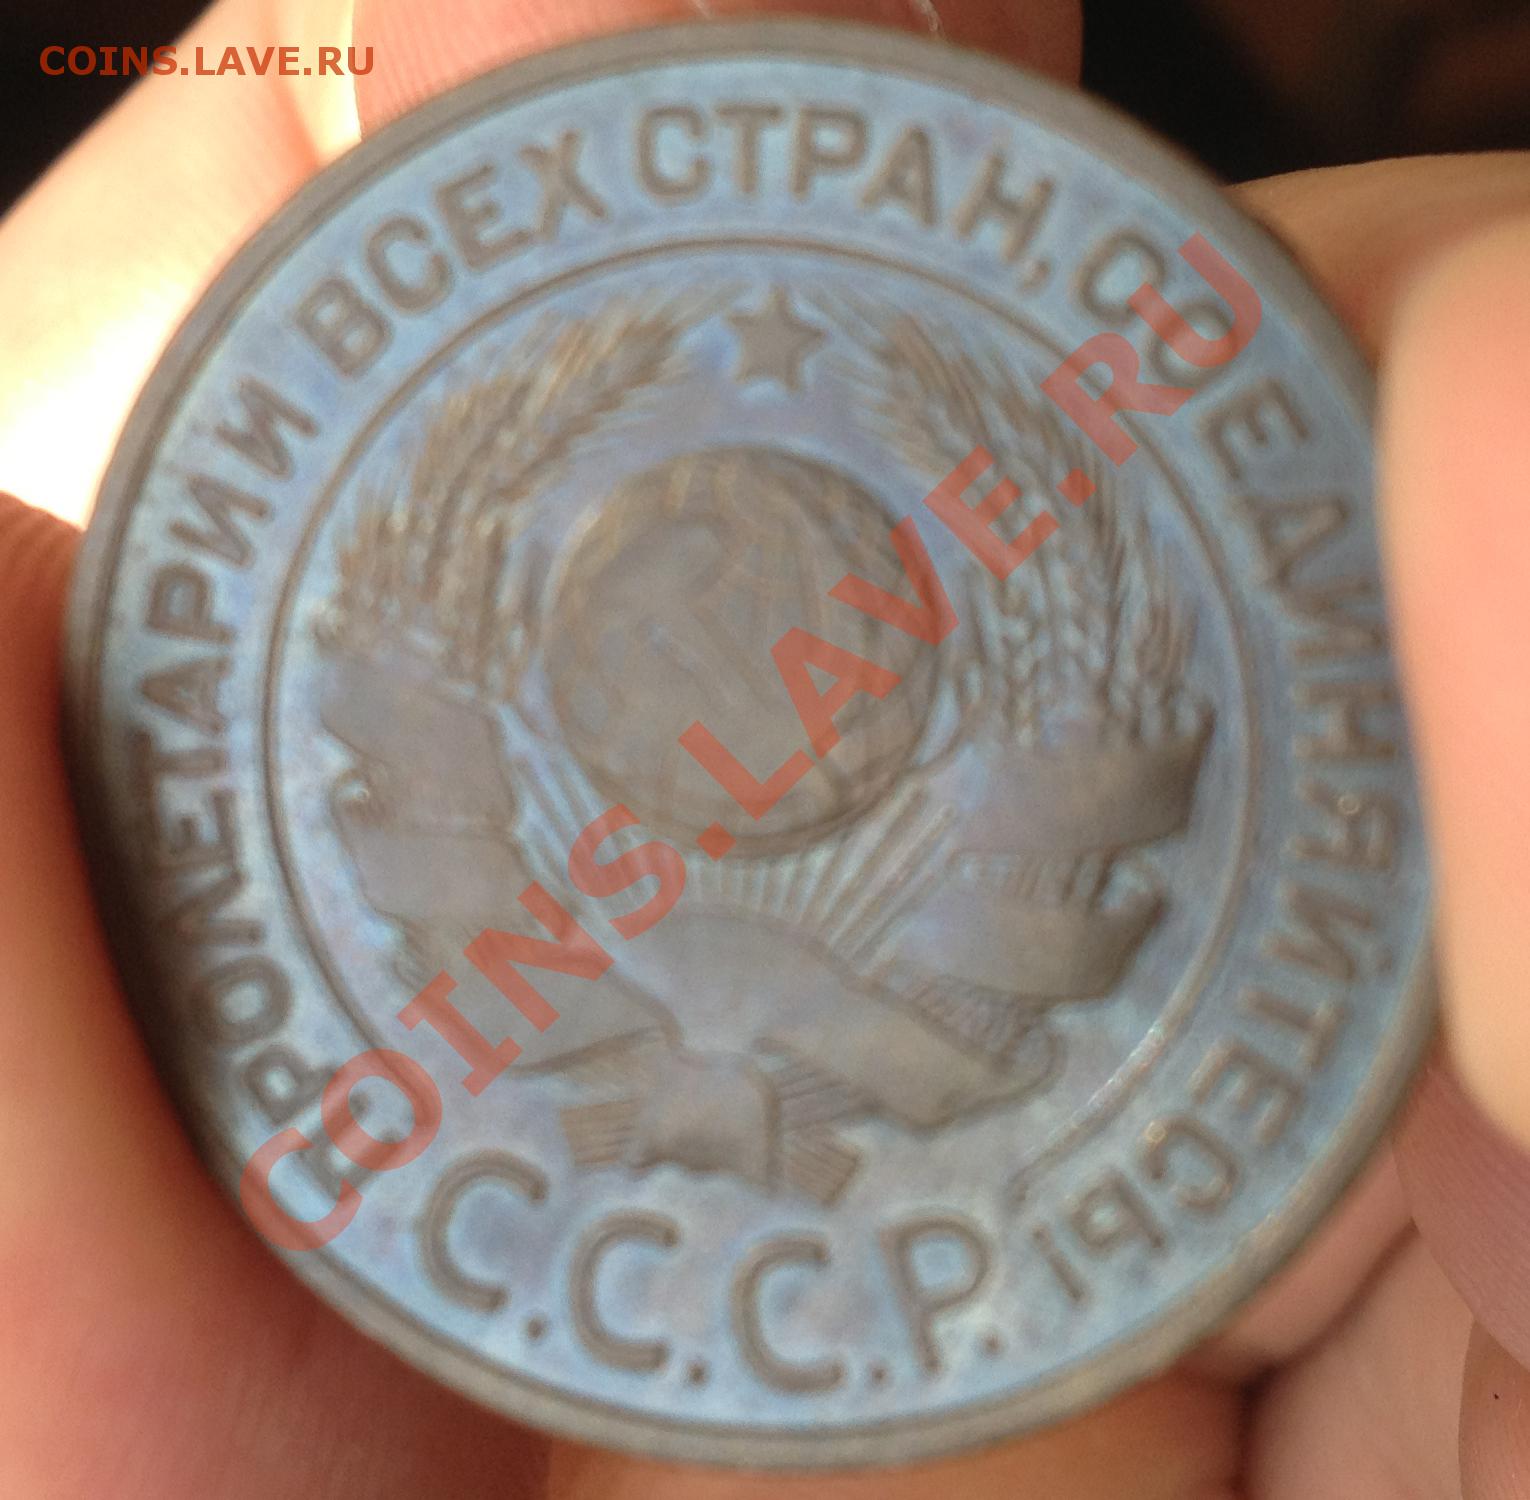 COINS.LAVE.RU
ПРОЛЕТАРИИ ВСЕХ СТРАН, СОЕДИНЯЙТЕСЬ!
С.С.С.Р.
COINS.LAVE.RU